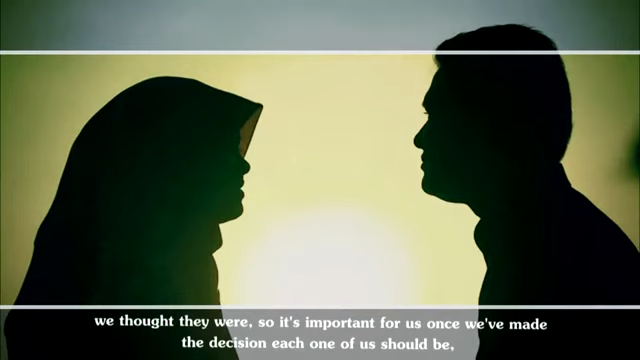 we thought they were, so it's important for us once we've made
the decision each one of us should be,